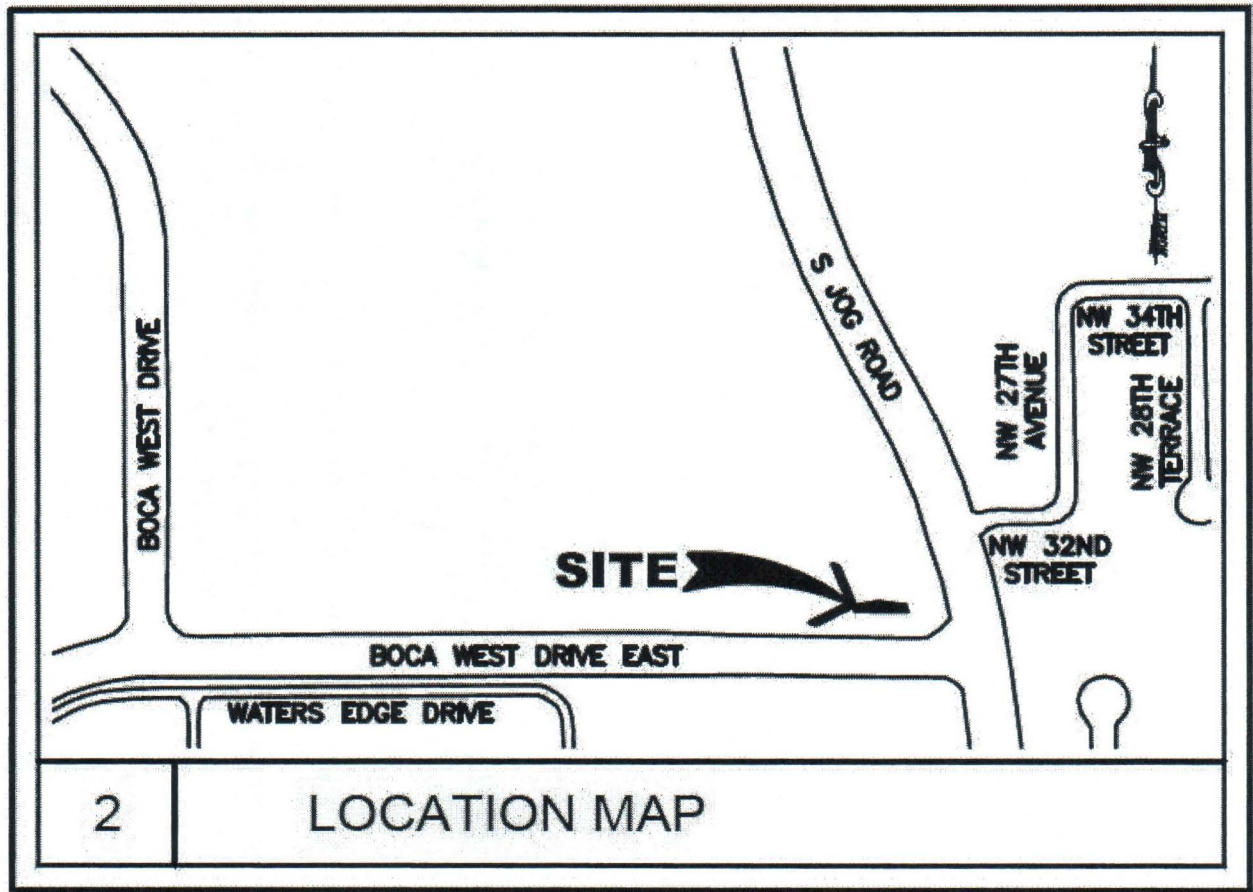 S JOG ROAD
NW 34TH
STREET
NW 27TH
AVENUE
NW 28TH
TERRACE
BOCA WEST DRIVE
NW 32ND
STREET
SITE
BOCA WEST DRIVE EAST
WATERS EDGE DRIVE
2
LOCATION MAP